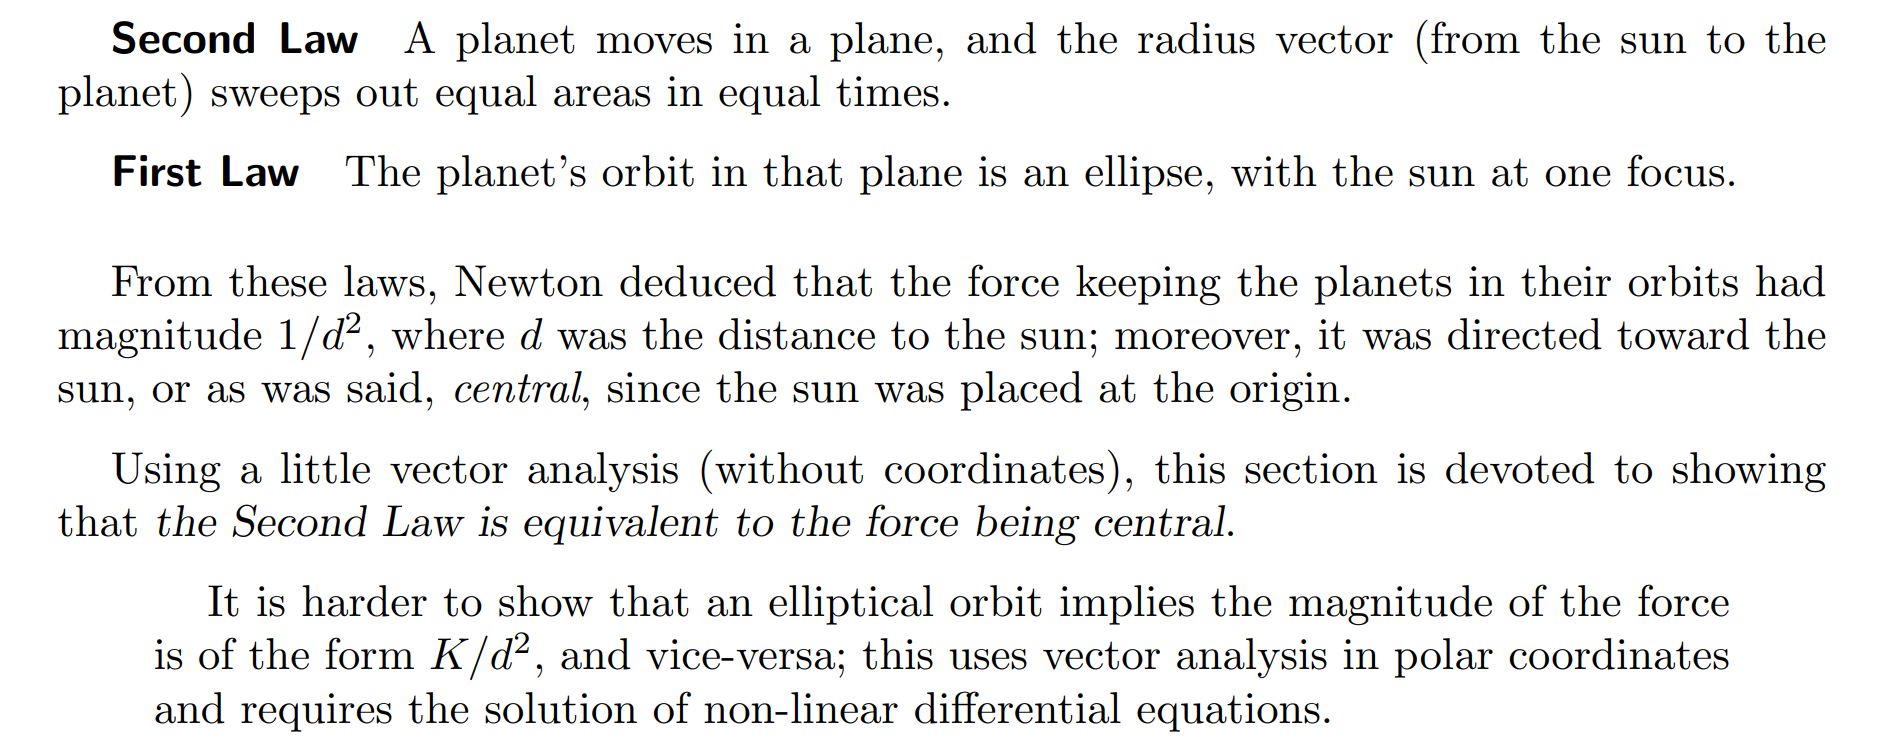 Second Law A planet moves in a plane, and the radius vector (from the sun to the
planet) sweeps out equal areas in equal times.
First Law The planet’s orbit in that plane is an ellipse, with the sun at one focus.
From these laws, Newton deduced that the force keeping the planets in their orbits had
magnitude 1/d², where d was the distance to the sun; moreover, it was directed toward the
sun, or as was said, central, since the sun was placed at the origin.
Using a little vector analysis (without coordinates), this section is devoted to showing
that the Second Law is equivalent to the force being central.
It is harder to show that an elliptical orbit implies the magnitude of the force
is of the form K/d², and vice-versa; this uses vector analysis in polar coordinates
and requires the solution of non-linear differential equations.